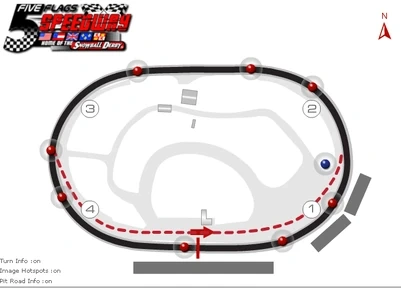 FIVE FLAGS
5 SPEEDWAY
HOME OF THE SNOWBALL DERBY
N
3
4
1
Turn Info :on
Image Hotspots :on
Pit Road Info :on